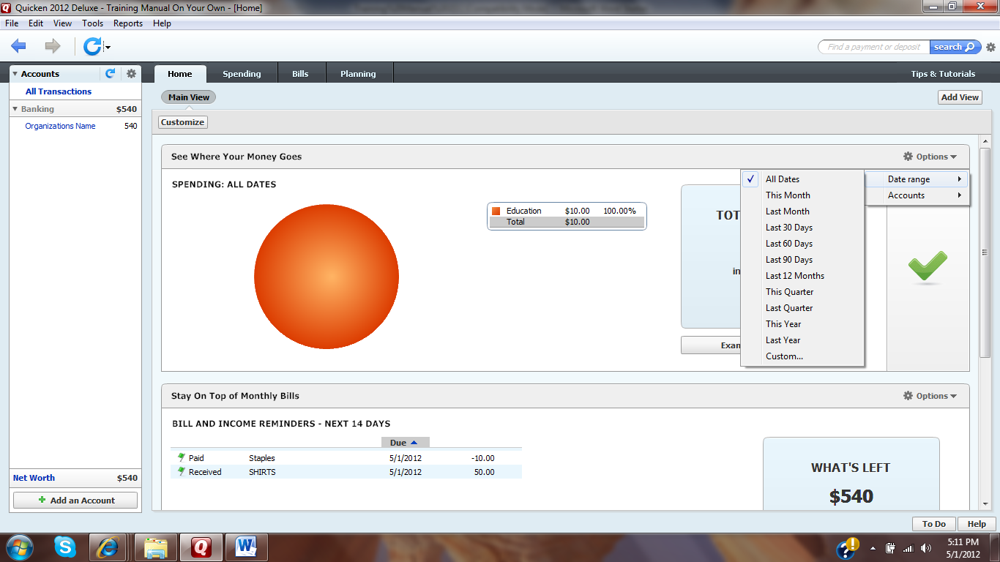 Quicken 2012 Deluxe - Training Manual On Your Own - [Home]
File Edit View Tools Reports Help
Find a payment or deposit search
Accounts
Home Spending Bills Planning Tips & Tutorials
All Transactions
Main View Add View
Banking $540
Organizations Name 540
Customize
See Where Your Money Goes Options
SPENDING: ALL DATES
Education $10.00 100.00%
Total $10.00
TOT
in
Exan
Date range
Accounts
All Dates
This Month
Last Month
Last 30 Days
Last 60 Days
Last 90 Days
Last 12 Months
This Quarter
Last Quarter
This Year
Last Year
Custom...
Stay On Top of Monthly Bills Options
BILL AND INCOME REMINDERS - NEXT 14 DAYS
Due
Paid Staples 5/1/2012 -10.00
Received SHIRTS 5/1/2012 50.00
WHAT'S LEFT
$540
Net Worth $540
Add an Account
To Do Help
5:11 PM
5/1/2012